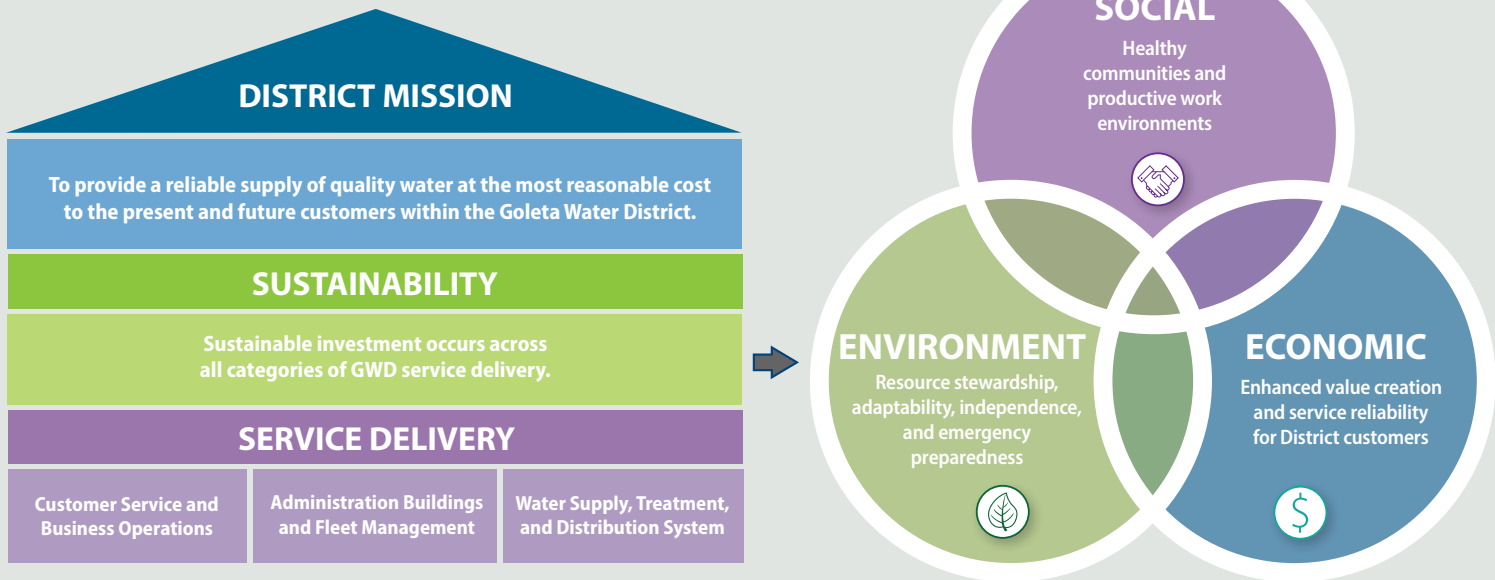 DISTRICT MISSION
To provide a reliable supply of quality water at the most reasonable cost
to the present and future customers within the Goleta Water District.
SUSTAINABILITY
Sustainable investment occurs across
all categories of GWD service delivery.
SERVICE DELIVERY
Customer Service and
Business Operations
Administration Buildings
and Fleet Management
Water Supply, Treatment,
and Distribution System
SOCIAL
Healthy
communities and
productive work
environments
ENVIRONMENT
Resource stewardship,
adaptability, independence,
and emergency
preparedness
ECONOMIC
Enhanced value creation
and service reliability
for District customers
$